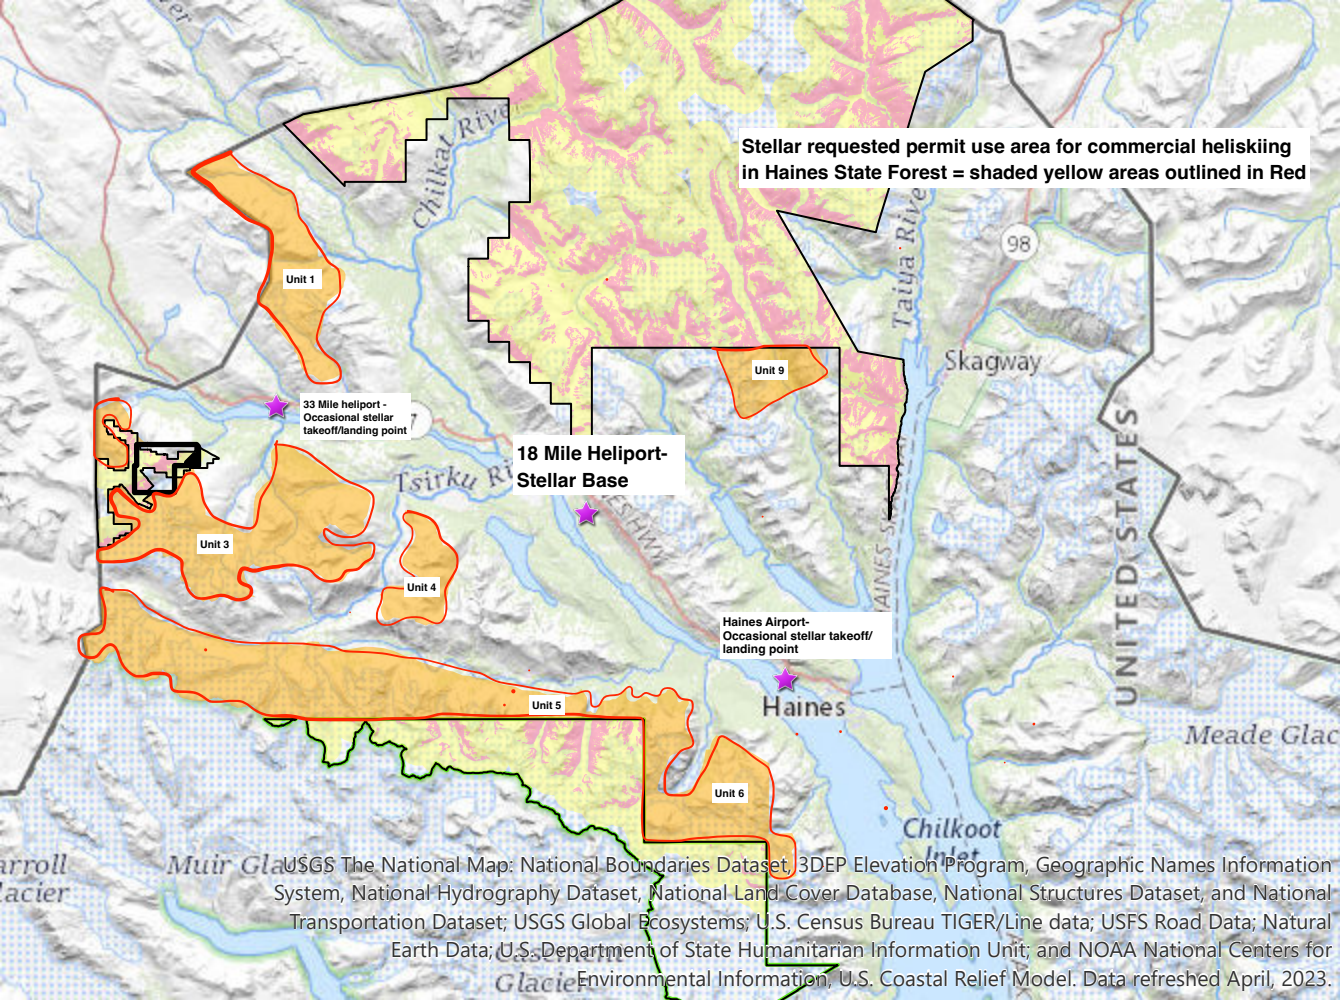 ver
Chilkat River
Stellar requested permit use area for commercial heliskiing
in Haines State Forest = shaded yellow areas outlined in Red
Taiya River
98
Unit 1
Skagway
Unit 9
33 Mile heliport -
Occasional stellar
takeoff/landing point
7
18 Mile Heliport-
Stellar Base
Tsirku Ri
ESHWY
HAINES S
UNITED STATES
Unit 3
Unit 4
Haines Airport-
Occasional stellar takeoff/
landing point
Haines
Unit 5
Meade Glac
Unit 6
Chilkoot
Inlet
arroll
lacier
Muir Gla
USGS The National Map: National Boundaries Dataset, 3DEP Elevation Program, Geographic Names Information
System, National Hydrography Dataset, National Land Cover Database, National Structures Dataset, and National
Transportation Dataset; USGS Global Ecosystems; U.S. Census Bureau TIGER/Line data; USFS Road Data; Natural
Earth Data; U.S. Department of State Humanitarian Information Unit; and NOAA National Centers for
Glacier
Environmental Information, U.S. Coastal Relief Model. Data refreshed April, 2023.